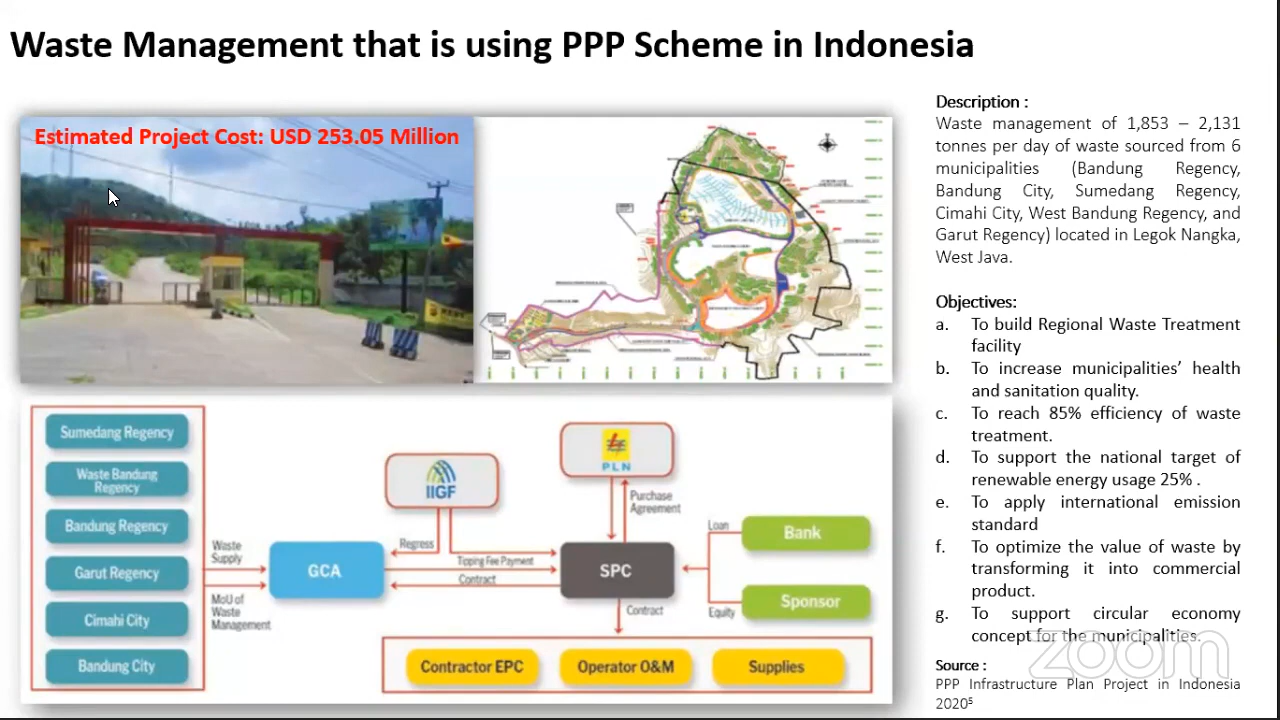 Waste Management that is using PPP Scheme in Indonesia
Estimated Project Cost: USD 253.05 Million
Description :
Waste management of 1,853 – 2,131
tonnes per day of waste sourced from 6
municipalities (Bandung Regency,
Bandung City, Sumedang Regency,
Cimahi City, West Bandung Regency, and
Garut Regency) located in Legok Nangka,
West Java.
Objectives:
a. To build Regional Waste Treatment
facility
b. To increase municipalities' health
and sanitation quality.
c. To reach 85% efficiency of waste
treatment.
d. To support the national target of
renewable energy usage 25% .
e. To apply international emission
standard
f. To optimize the value of waste by
transforming it into commercial
product.
g. To support circular economy
concept for the municipalities.
Source :
PPP Infrastructure Plan Project in Indonesia
2020⁵
Sumedang Regency
Waste Bandung
Regency
Bandung Regency
Garut Regency
Cimahi City
Bandung City
Waste
Supply
MoU of
Waste
Management
GCA
IIGF
Regress
Tipping Fee Payment
Contract
PLN
Purchase
Agreement
SPC
Loan
Equity
Bank
Sponsor
Contract
Contractor EPC
Operator O&M
Supplies
zoom